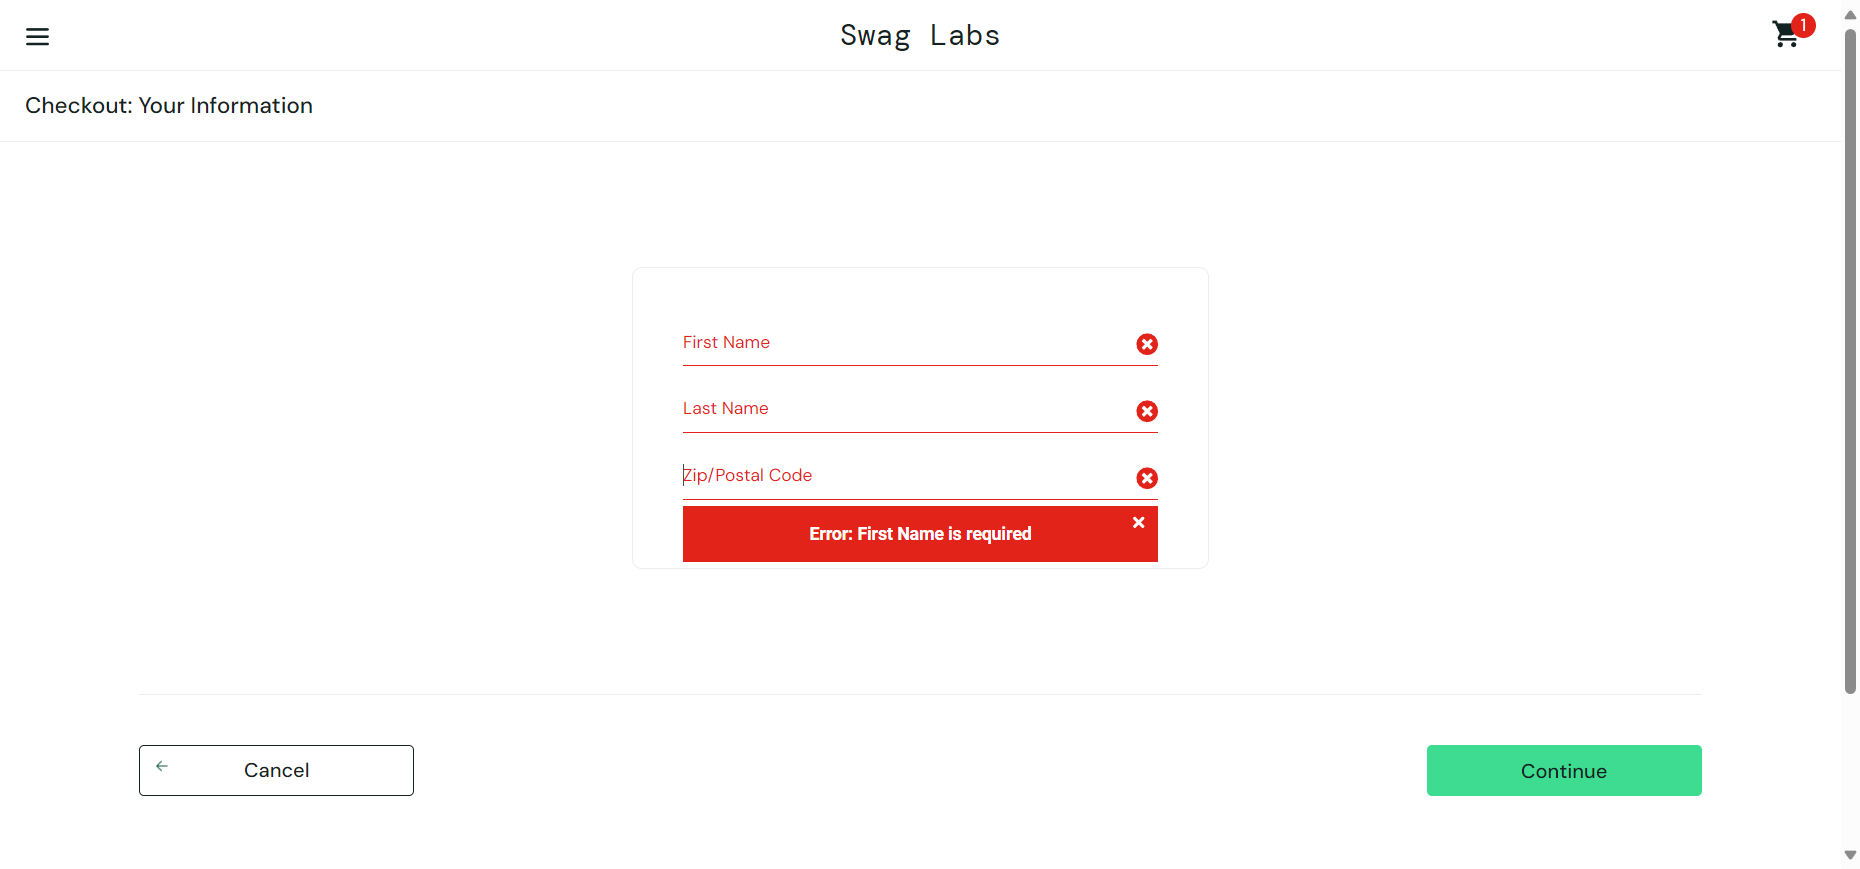 Swag Labs
1
Checkout: Your Information
First Name
Last Name
Zip/Postal Code
Error: First Name is required
Cancel
Continue